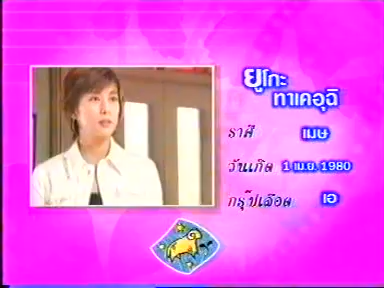 ยูโกะ
ทาเคอุฉิ
ราศี เมษ
วันเกิด 1 เม.ย. 1980
กรุ๊ปเลือด เอ